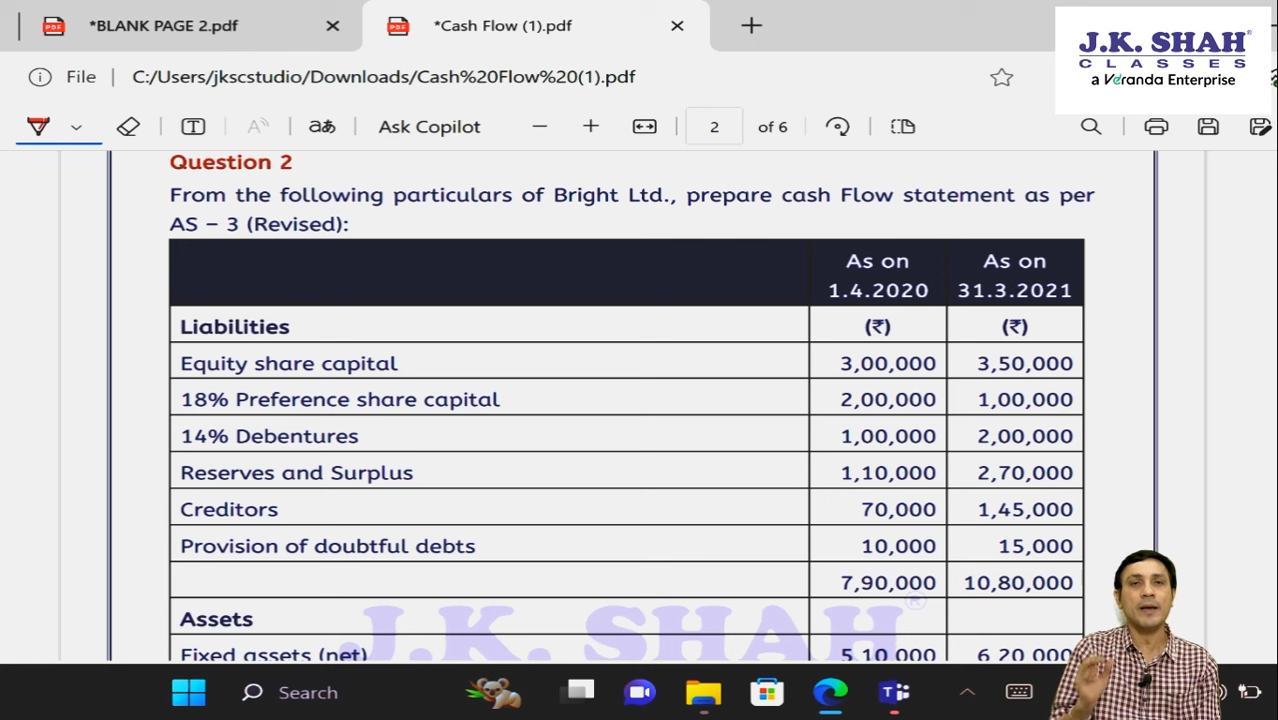 *BLANK PAGE 2.pdf
*Cash Flow (1).pdf
J.K. SHAH®
CLASSES
a Veranda Enterprise
File
C:/Users/jkscstudio/Downloads/Cash%20Flow%20(1).pdf
Ask Copilot
2 of 6
Question 2
From the following particulars of Bright Ltd., prepare cash Flow statement as per
AS – 3 (Revised):
As on As on
1.4.2020 31.3.2021
Liabilities (₹) (₹)
Equity share capital 3,00,000 3,50,000
18% Preference share capital 2,00,000 1,00,000
14% Debentures 1,00,000 2,00,000
Reserves and Surplus 1,10,000 2,70,000
Creditors 70,000 1,45,000
Provision of doubtful debts 10,000 15,000
7,90,000 10,80,000
Assets
J.K. SHAH®
Fixed assets (net) 5,10,000 6,20,000
Search